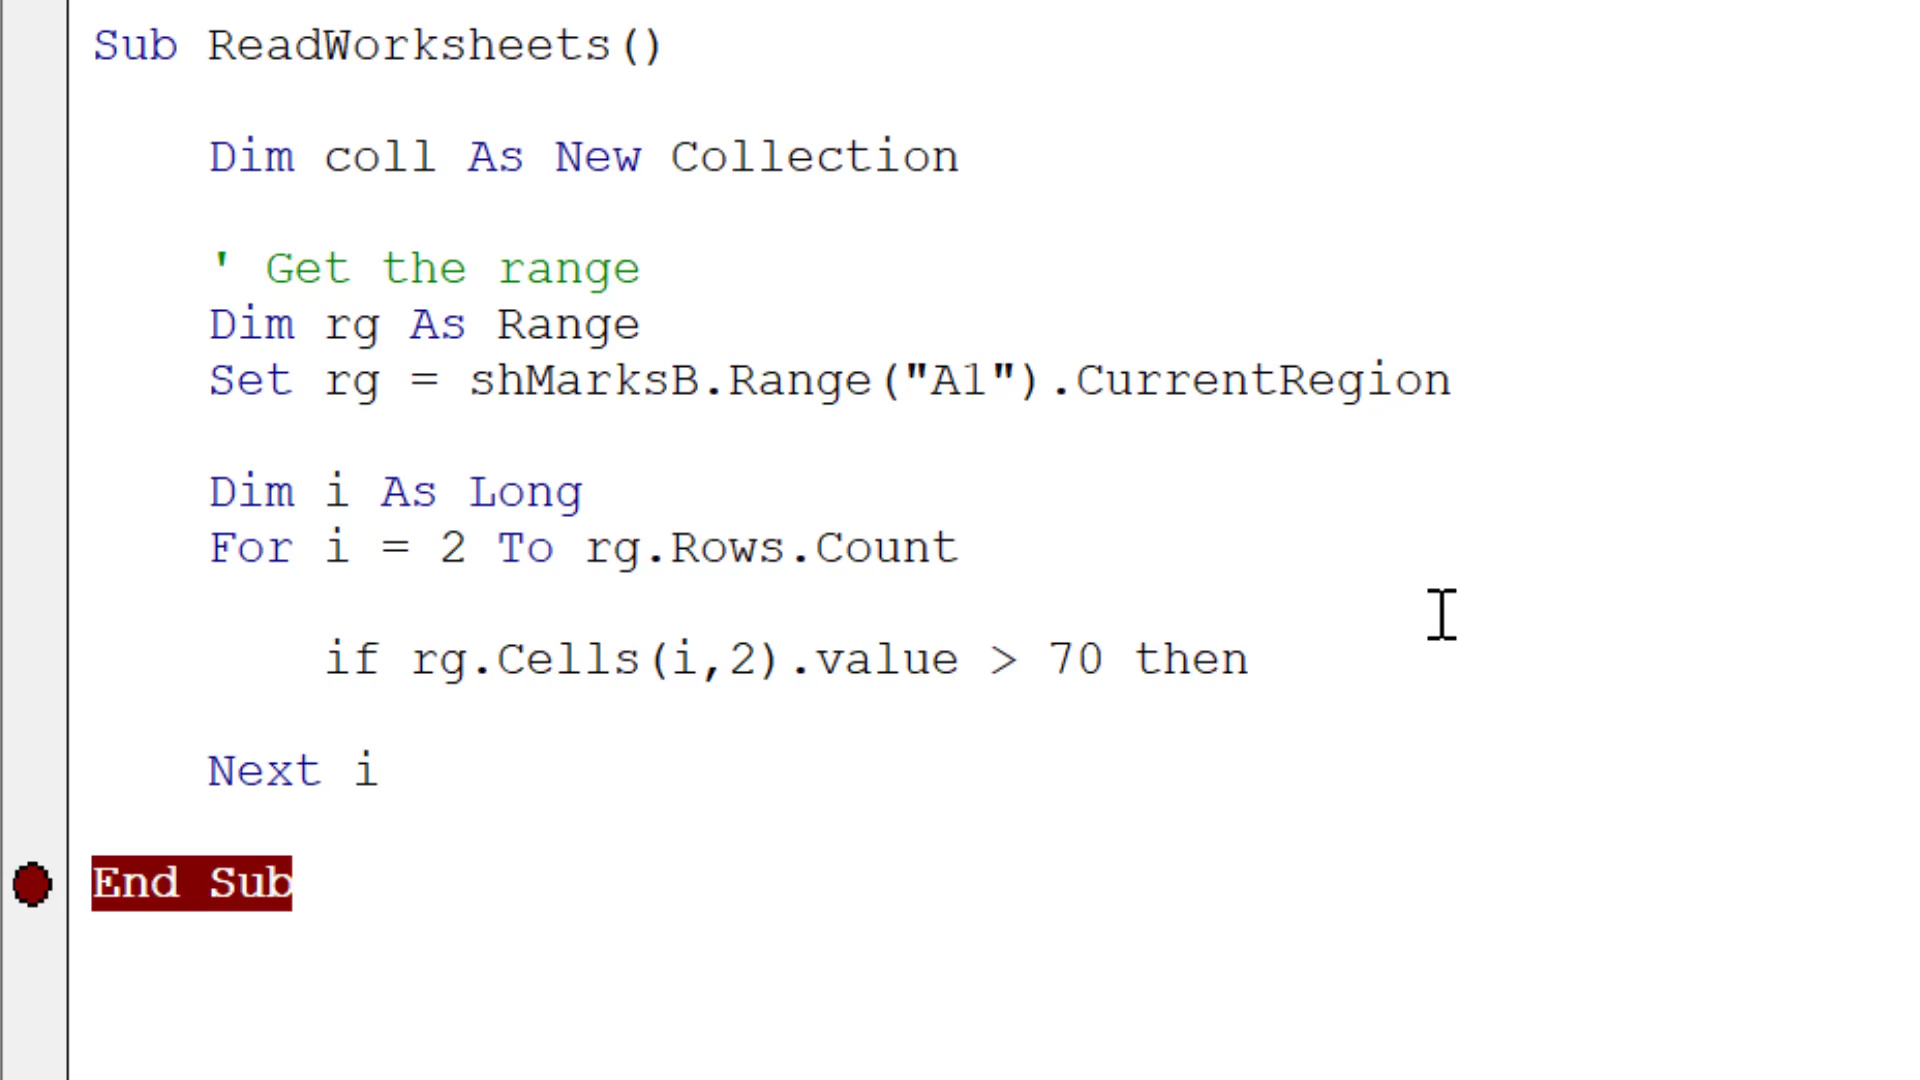 Sub ReadWorksheets()
Dim coll As New Collection
' Get the range
Dim rg As Range
Set rg = shMarksB.Range("A1").CurrentRegion
Dim i As Long
For i = 2 To rg.Rows.Count
if rg.Cells(i,2).value > 70 then
Next i
End Sub